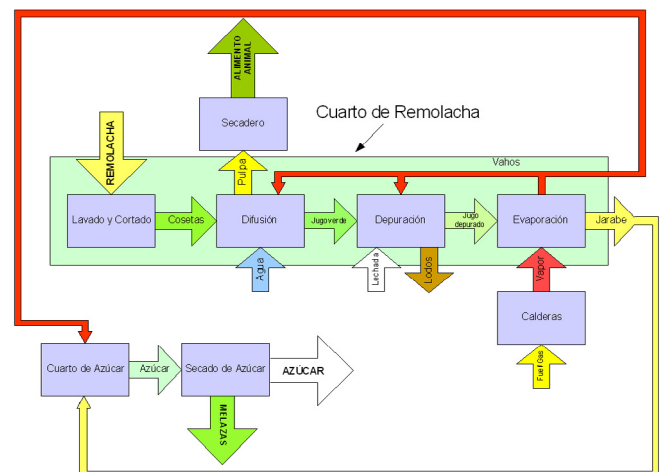 ALIMENTO
ANIMAL
Secadero
Cuarto de Remolacha
REMOLACHA
Pulpa
Vahos
Lavado y Cortado
Cosetas
Difusión
Jugo verde
Depuración
Jugo
depurado
Evaporación
Jarabe
Agua
Lechada
Lodos
Vapor
Calderas
Fuel/Gas
Cuarto de Azúcar
Azúcar
Secado de Azúcar
AZÚCAR
MELAZAS